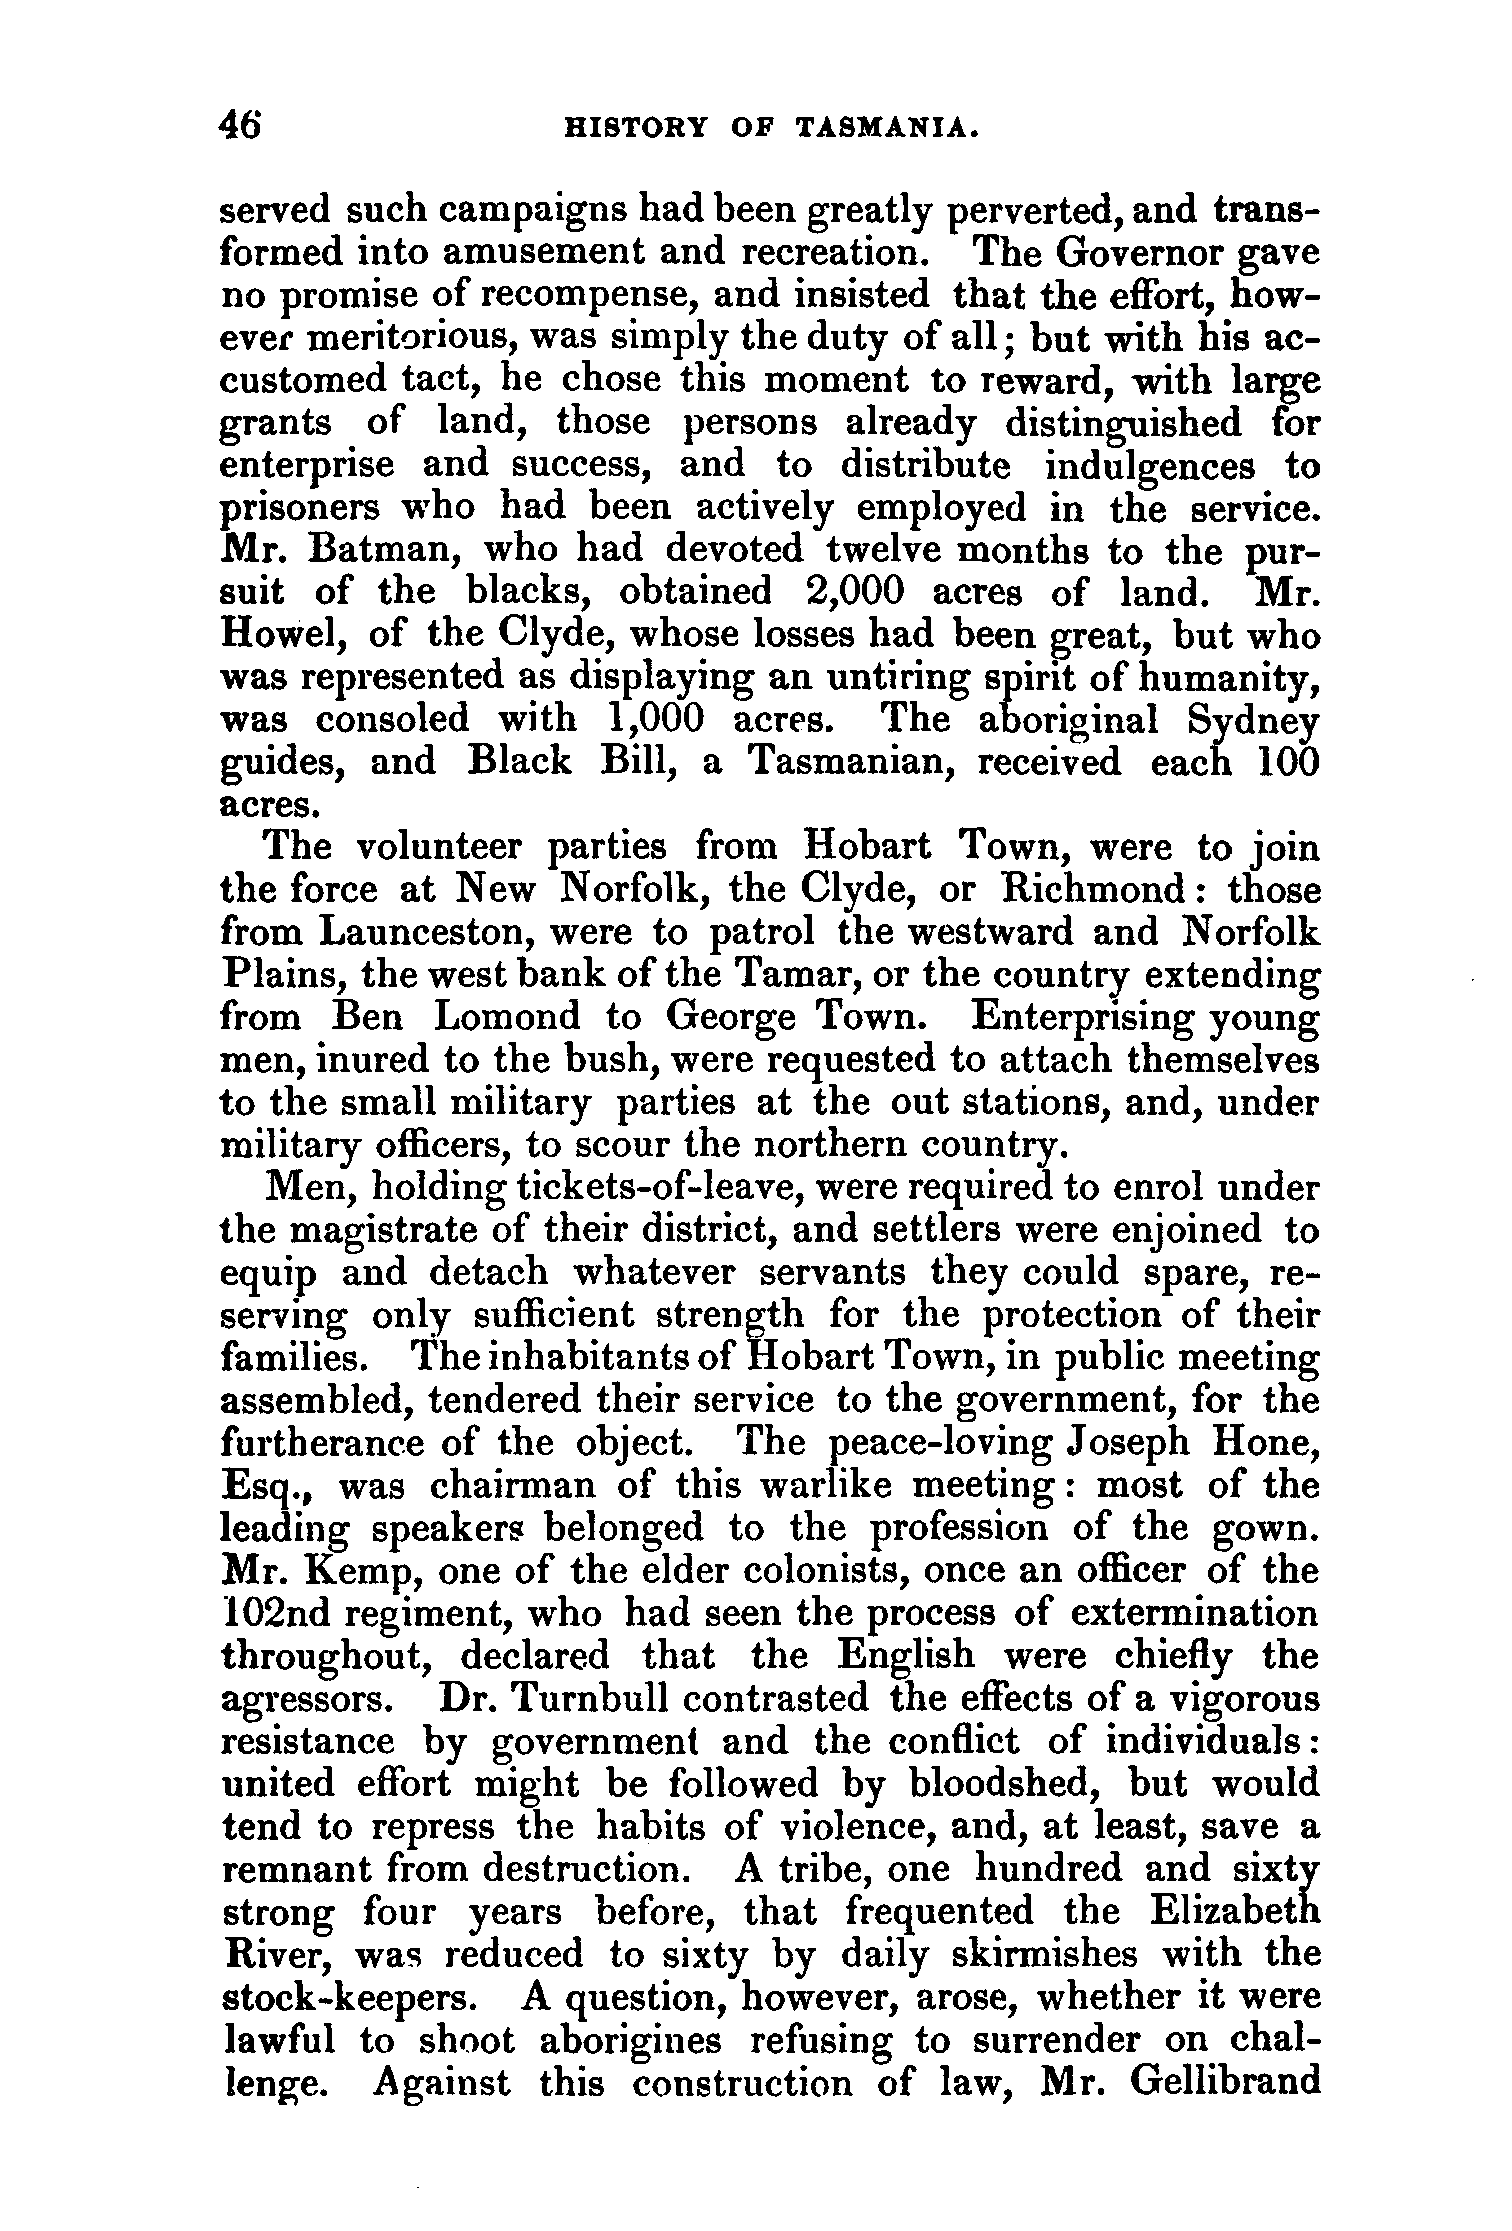 46 HISTORY OF TASMANIA.
served such campaigns had been greatly perverted, and trans-
formed into amusement and recreation. The Governor gave
no promise of recompense, and insisted that the effort, how-
ever meritorious, was simply the duty of all; but with his ac-
customed tact, he chose this moment to reward, with large
grants of land, those persons already distinguished for
enterprise and success, and to distribute indulgences to
prisoners who had been actively employed in the service.
Mr. Batman, who had devoted twelve months to the pur-
suit of the blacks, obtained 2,000 acres of land. Mr.
Howel, of the Clyde, whose losses had been great, but who
was represented as displaying an untiring spirit of humanity,
was consoled with 1,000 acres. The aboriginal Sydney
guides, and Black Bill, a Tasmanian, received each 100
acres.
The volunteer parties from Hobart Town, were to join
the force at New Norfolk, the Clyde, or Richmond: those
from Launceston, were to patrol the westward and Norfolk
Plains, the west bank of the Tamar, or the country extending
from Ben Lomond to George Town. Enterprising young
men, inured to the bush, were requested to attach themselves
to the small military parties at the out stations, and, under
military officers, to scour the northern country.
Men, holding tickets-of-leave, were required to enrol under
the magistrate of their district, and settlers were enjoined to
equip and detach whatever servants they could spare, re-
serving only sufficient strength for the protection of their
families. The inhabitants of Hobart Town, in public meeting
assembled, tendered their service to the government, for the
furtherance of the object. The peace-loving Joseph Hone,
Esq., was chairman of this warlike meeting: most of the
leading speakers belonged to the profession of the gown.
Mr. Kemp, one of the elder colonists, once an officer of the
102nd regiment, who had seen the process of extermination
throughout, declared that the English were chiefly the
agressors. Dr. Turnbull contrasted the effects of a vigorous
resistance by government and the conflict of individuals:
united effort might be followed by bloodshed, but would
tend to repress the habits of violence, and, at least, save a
remnant from destruction. A tribe, one hundred and sixty
strong four years before, that frequented the Elizabeth
River, was reduced to sixty by daily skirmishes with the
stock-keepers. A question, however, arose, whether it were
lawful to shoot aborigines refusing to surrender on chal-
lenge. Against this construction of law, Mr. Gellibrand